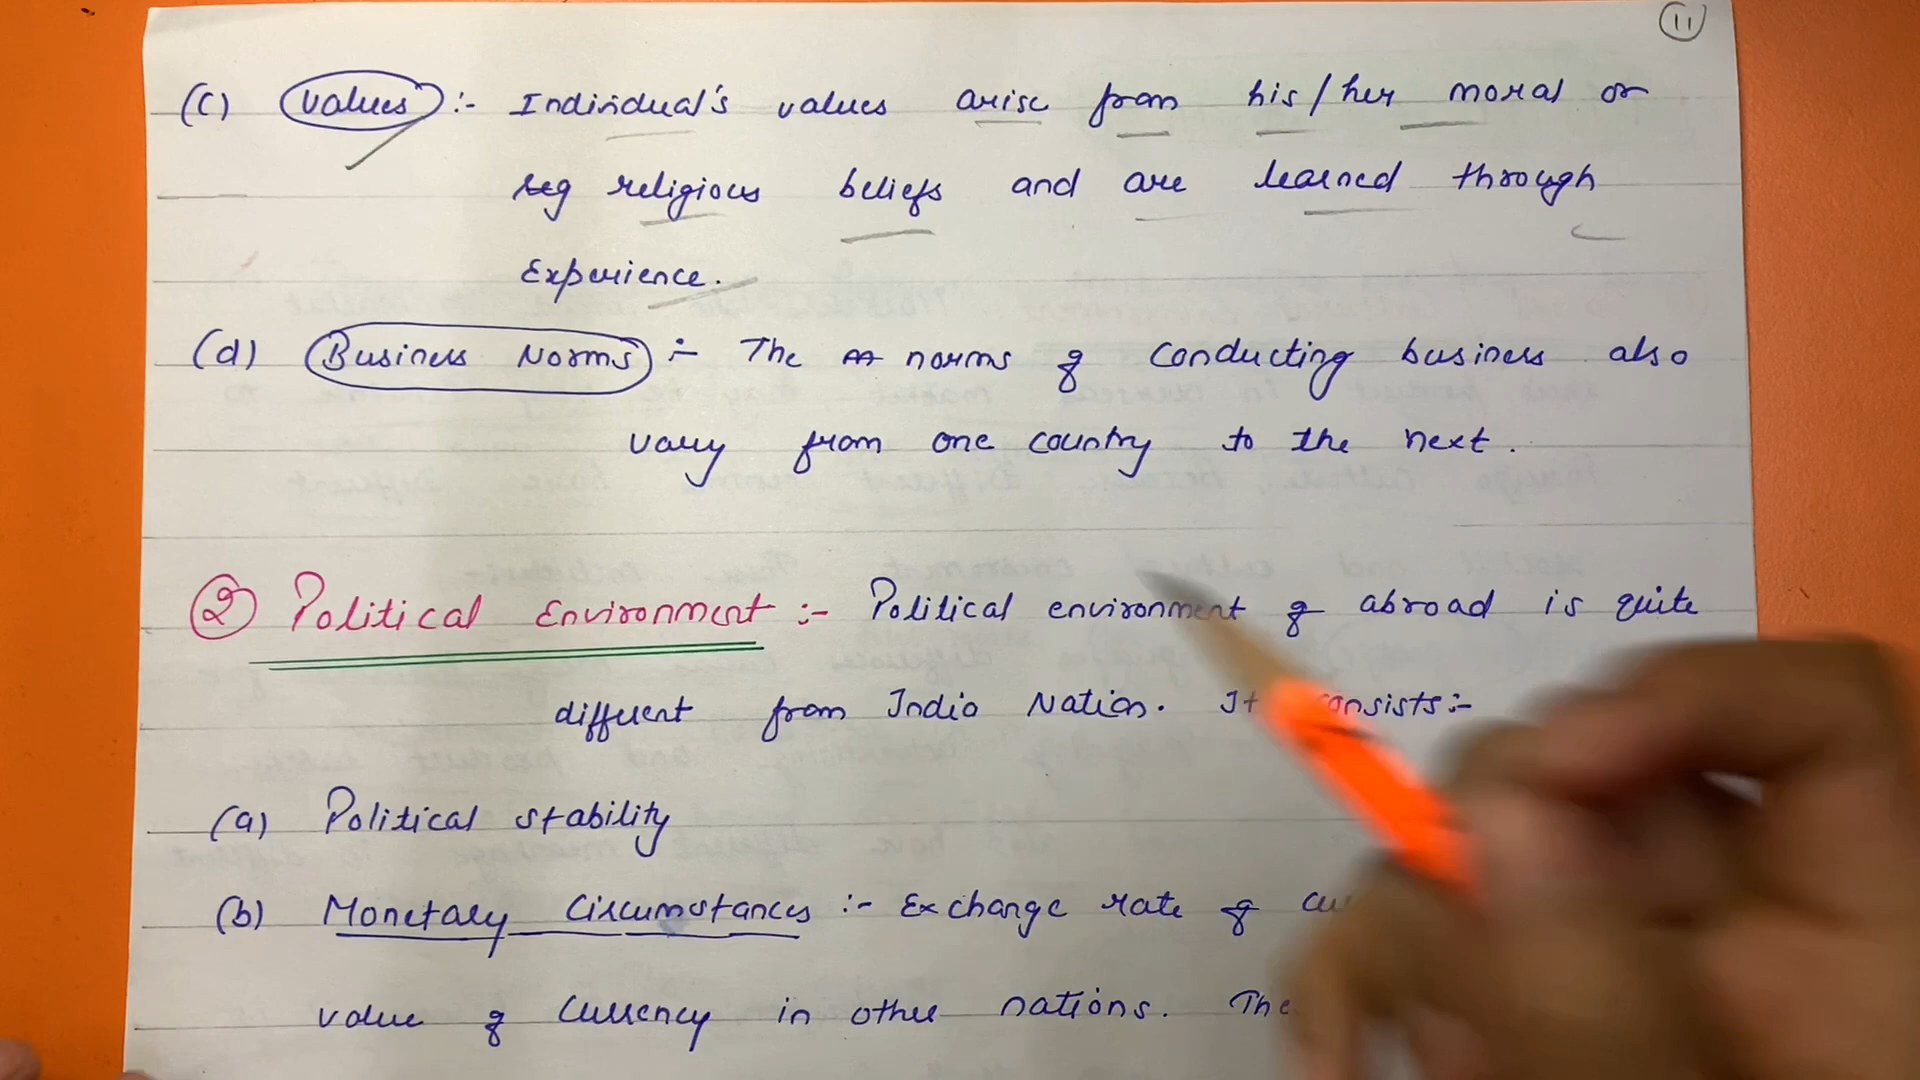 11
(c) Values :- Individual's values arise from his/her moral or
religious beliefs and are learned through
Experience.
(d) Business Norms :- The norms of conducting business also
vary from one country to the next.
2 Political Environment :- Political environment of abroad is quite
different from India Nation. It consists:-
(a) Political stability
(b) Monetary Circumstances :- Exchange rate of
value of currency in other nations. The